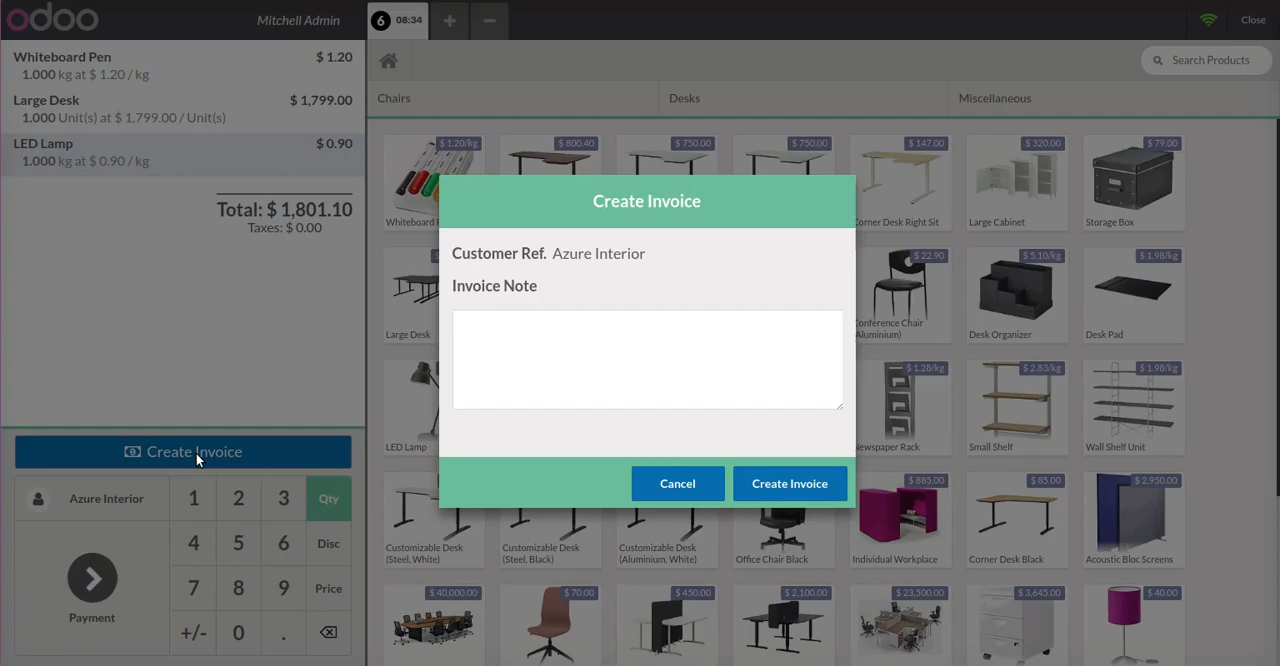 odoo
Mitchell Admin
6 08:34
+
−
Close
Whiteboard Pen $ 1.20
1.000 kg at $ 1.20 / kg
Large Desk $ 1,799.00
1.000 Unit(s) at $ 1,799.00 / Unit(s)
LED Lamp $ 0.90
1.000 kg at $ 0.90 / kg
Total: $ 1,801.10
Taxes: $ 0.00
Search Products
Chairs
Desks
Miscellaneous
$ 1.20/kg
$ 800.40
$ 750.00
$ 750.00
$ 147.00
$ 320.00
$ 79.00
Whiteboard
Corner Desk Right Sit
Large Cabinet
Storage Box
$ 22.90
$ 5.10/kg
$ 1.98/kg
Large Desk
Conference Chair
(Aluminium)
Desk Organizer
Desk Pad
$ 1.28/kg
$ 2.83/kg
$ 1.98/kg
LED Lamp
Newspaper Rack
Small Shelf
Wall Shelf Unit
$ 885.00
$ 85.00
$ 2,950.00
Customizable Desk
(Steel, White)
Customizable Desk
(Steel, Black)
Customizable Desk
(Aluminium, White)
Office Chair Black
Individual Workplace
Corner Desk Black
Acoustic Bloc Screens
$ 40,000.00
$ 70.00
$ 450.00
$ 2,100.00
$ 23,500.00
$ 3,645.00
$ 40.00
Create Invoice
Customer Ref. Azure Interior
Invoice Note
Cancel
Create Invoice
Create Invoice
Azure Interior
1 2 3 Qty
4 5 6 Disc
7 8 9 Price
+/- 0 .
Payment